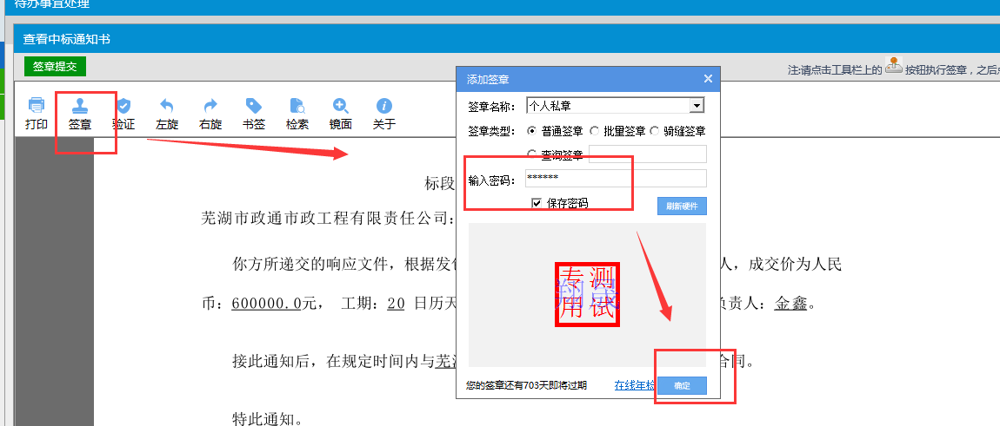 待办事宜处理
查看中标通知书
签章提交
注:请点击工具栏上的 按钮执行签章，之后点
打印 签章 验证 左旋 右旋 书签 检索 镜面 关于
添加签章
签章名称: 个人私章
签章类型: 普通签章 批量签章 骑缝签章
查询签章
输入密码: ******
保存密码
刷新硬件
专测
用试
翔晟
您的签章还有703天即将过期 在线年检 确定
标段
芜湖市政通市政工程有限责任公司：
你方所递交的响应文件，根据发包 人，成交价为人民
币：600000.0元， 工期：20 日历天 负责人：金鑫。
接此通知后，在规定时间内与芜湖 合同。
特此通知。